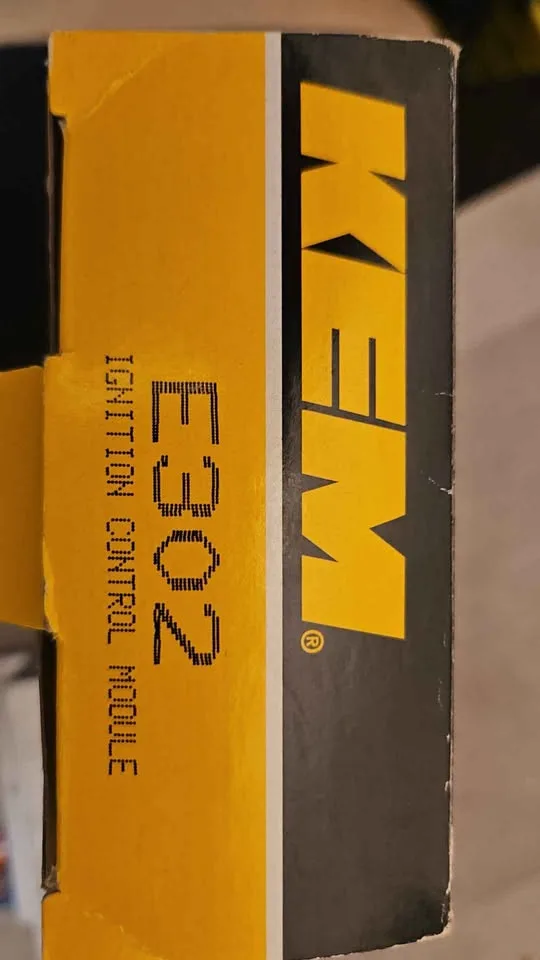 KEM®
E302
IGNITION CONTROL MODULE